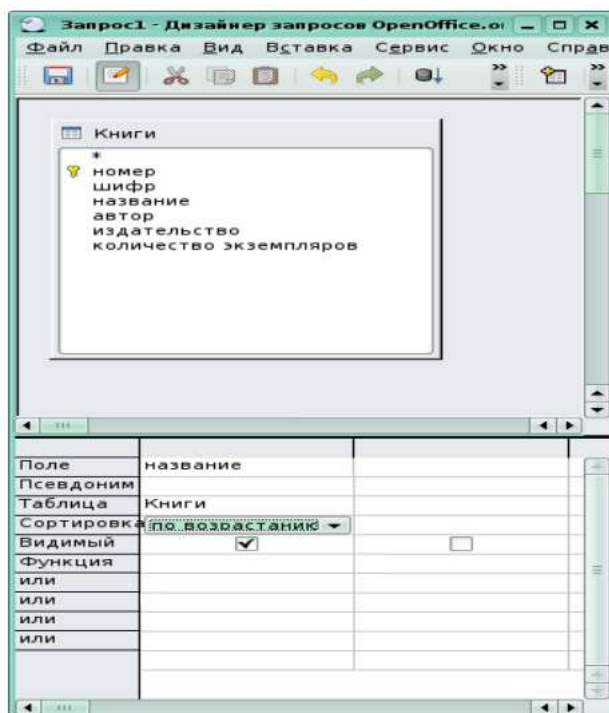 Запрос1 - Дизайнер запросов OpenOffice.o
Файл Правка Вид Вставка Сервис Окно Справ
Книги
*
номер
шифр
название
автор
издательство
количество экземпляров
Поле название
Псевдоним
Таблица Книги
Сортировка по возрастанию
Видимый
Функция
или
или
или
или